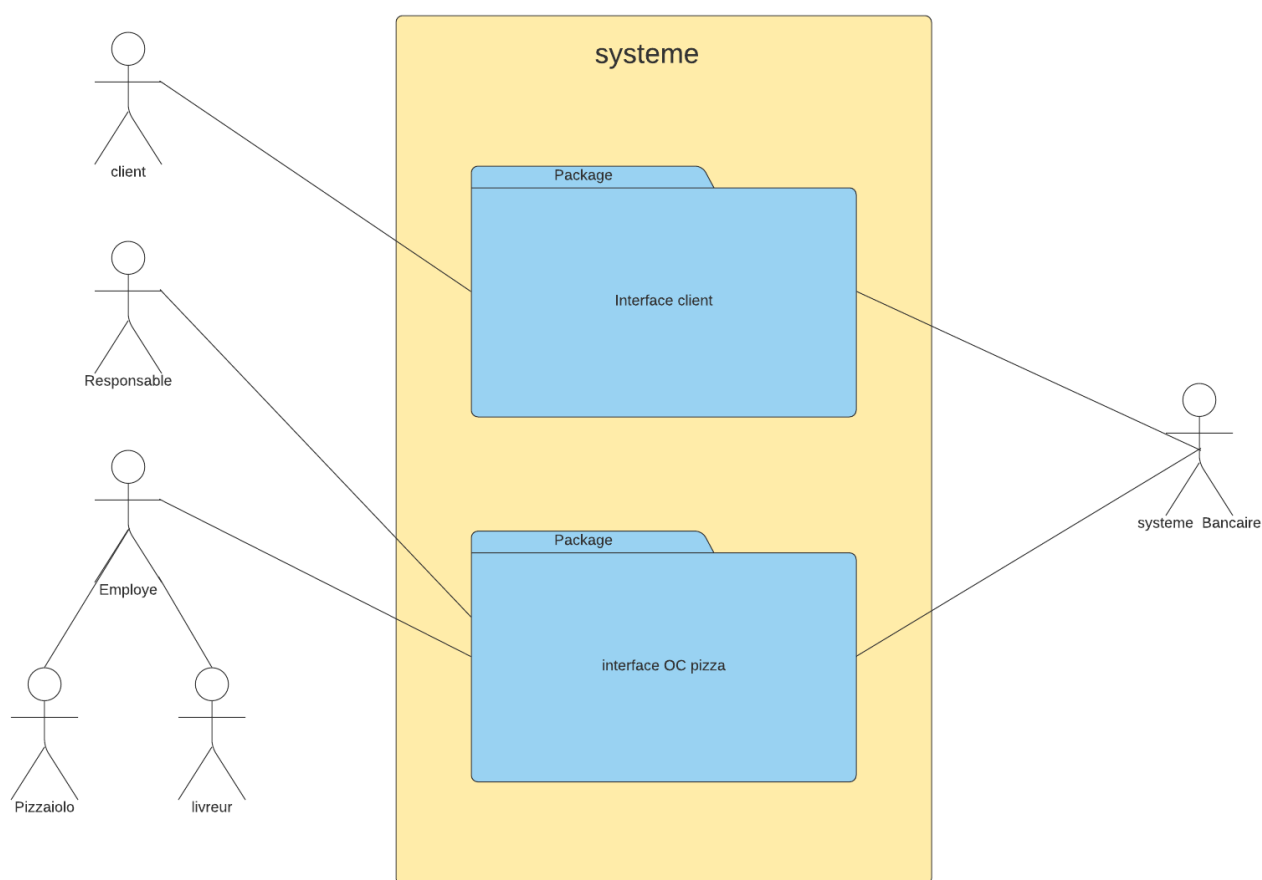 systeme
client
Package
Interface client
Responsable
systeme Bancaire
Package
Employe
interface OC pizza
Pizzaiolo
livreur